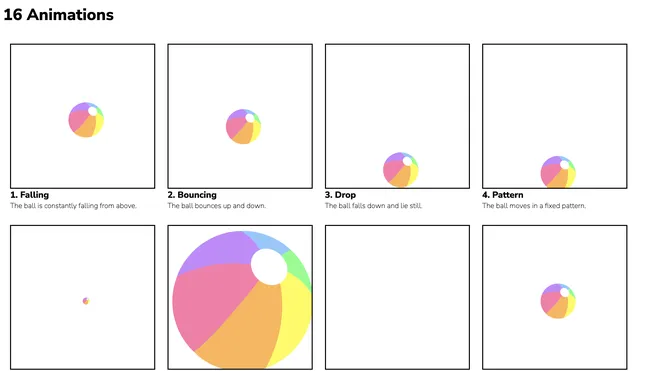 16 Animations
1. Falling
The ball is constantly falling from above.
2. Bouncing
The ball bounces up and down.
3. Drop
The ball falls down and lie still.
4. Pattern
The ball moves in a fixed pattern.